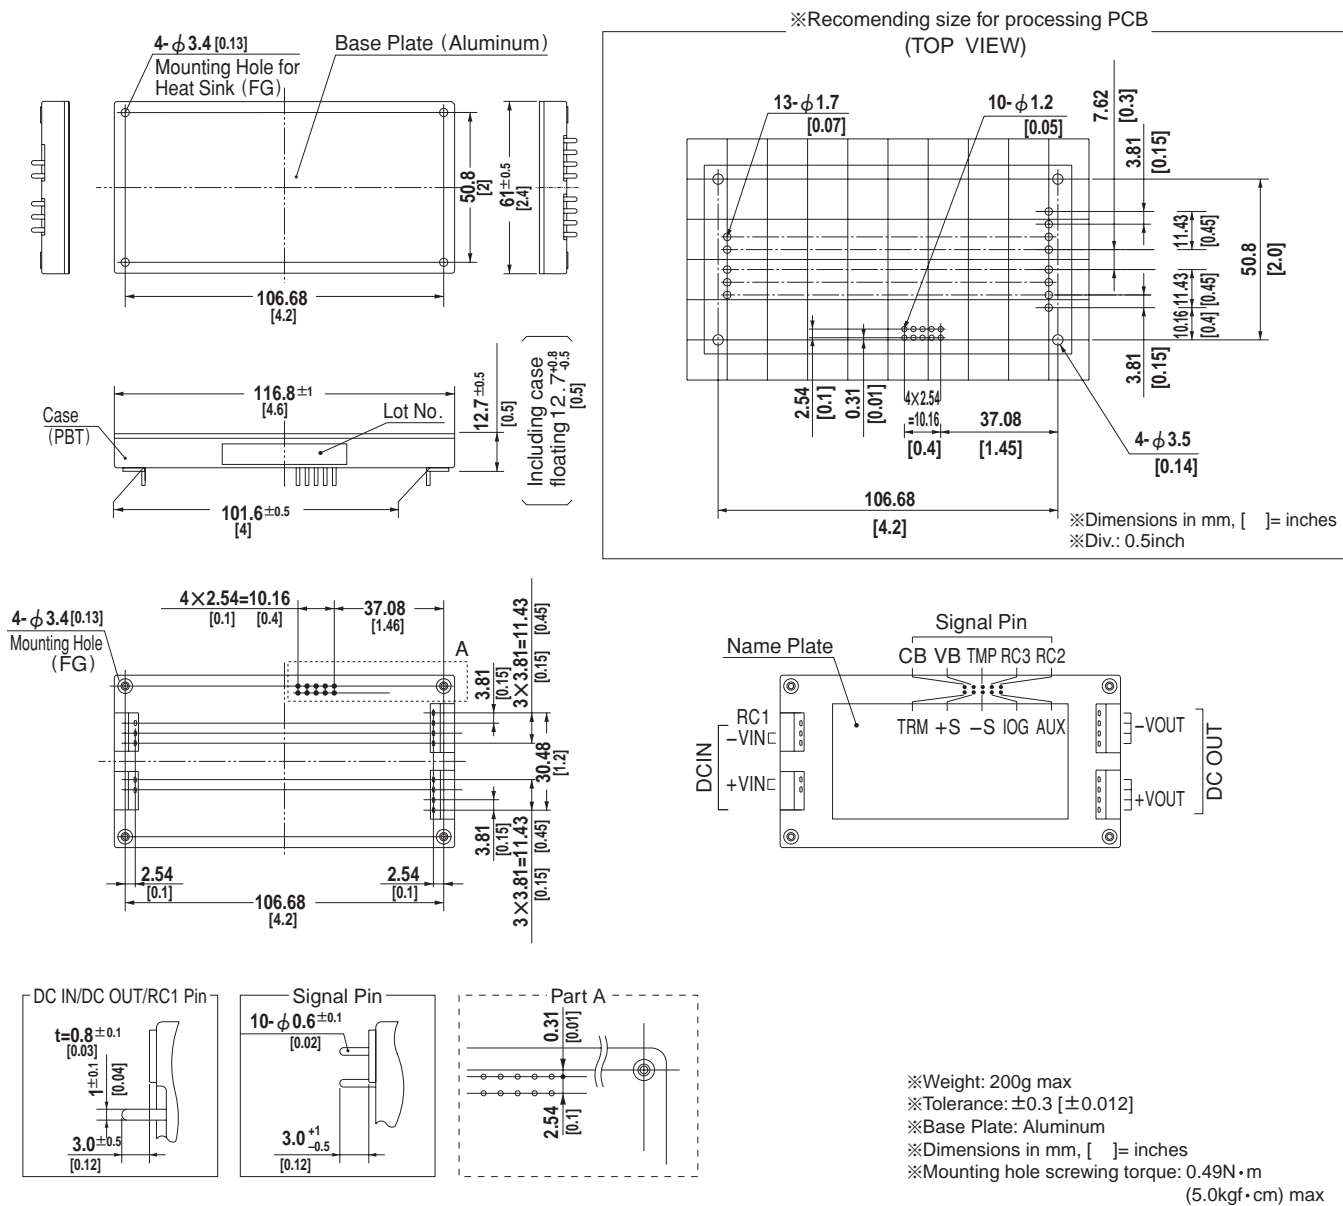 4-φ3.4 [0.13]
Mounting Hole for
Heat Sink (FG)
Base Plate (Aluminum)
50.8
[2]
61±0.5
[2.4]
106.68
[4.2]
116.8±1
[4.6]
Case
(PBT)
Lot No.
12.7±0.5
[0.5]
Including case
floating 12.7+0.8 -0.5
[0.5]
101.6±0.5
[4]
※Recomending size for processing PCB
(TOP VIEW)
13-φ1.7
[0.07]
10-φ1.2
[0.05]
7.62
[0.3]
3.81
[0.15]
11.43
[0.45]
11.43
[0.45]
10.16
[0.4]
50.8
[2.0]
3.81
[0.15]
2.54
[0.1]
0.31
[0.01]
4×2.54
=10.16
[0.4]
37.08
[1.45]
4-φ3.5
[0.14]
106.68
[4.2]
※Dimensions in mm, [ ]= inches
※Div.: 0.5inch
4×2.54=10.16
[0.1] [0.4]
37.08
[1.46]
4-φ3.4[0.13]
Mounting Hole
(FG)
A
3.81
[0.15]
3×3.81=11.43
[0.15] [0.45]
30.48
[1.2]
3.81
[0.15]
3×3.81=11.43
[0.15] [0.45]
2.54
[0.1]
2.54
[0.1]
106.68
[4.2]
Signal Pin
Name Plate
CB VB TMP RC3 RC2
TRM +S −S IOG AUX
RC1
−VIN
+VIN
DCIN
−VOUT
+VOUT
DC OUT
DC IN/DC OUT/RC1 Pin
t=0.8±0.1
[0.03]
1±0.1
[0.04]
3.0±0.5
[0.12]
Signal Pin
10-φ0.6±0.1
[0.02]
3.0+1 −0.5
[0.12]
Part A
0.31
[0.01]
2.54
[0.1]
※Weight: 200g max
※Tolerance: ±0.3 [±0.012]
※Base Plate: Aluminum
※Dimensions in mm, [ ]= inches
※Mounting hole screwing torque: 0.49N•m
(5.0kgf•cm) max